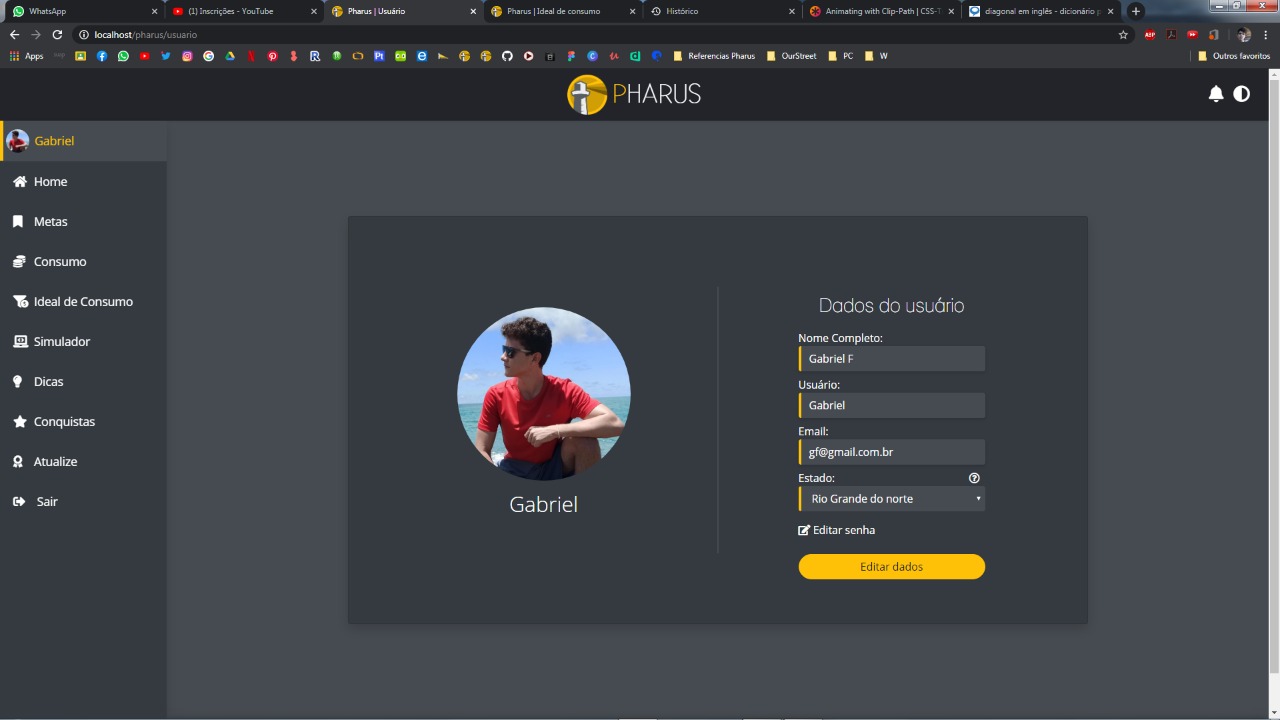 WhatsApp
(1) Inscrições - YouTube
Pharus | Usuário
Pharus | Ideal de consumo
Histórico
Animating with Clip-Path | CSS-T
diagonal em inglês - dicionário p
localhost/pharus/usuario
ABP
Apps
Referencias Pharus
OurStreet
PC
W
Outros favoritos
PHARUS
Gabriel
Home
Metas
Consumo
Ideal de Consumo
Simulador
Dicas
Conquistas
Atualize
Sair
Gabriel
Dados do usuário
Nome Completo:
Gabriel F
Usuário:
Gabriel
Email:
gf@gmail.com.br
Estado:
Rio Grande do norte
Editar senha
Editar dados